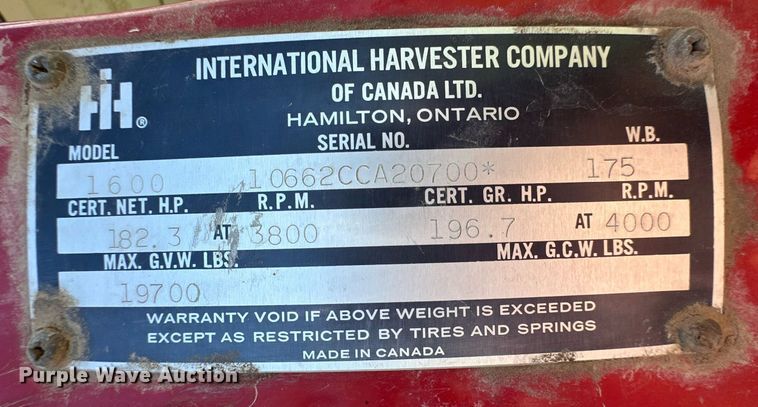 INTERNATIONAL HARVESTER COMPANY
OF CANADA LTD.
HAMILTON, ONTARIO
IH ®
MODEL SERIAL NO. W.B.
1600 10662CCA20700* 175
CERT. NET. H.P. R.P.M. CERT. GR. H.P. R.P.M.
182.3 AT 3800 196.7 AT 4000
MAX. G.V.W. LBS. MAX. G.C.W. LBS.
19700
WARRANTY VOID IF ABOVE WEIGHT IS EXCEEDED
EXCEPT AS RESTRICTED BY TIRES AND SPRINGS
MADE IN CANADA
Purple Wave Auction